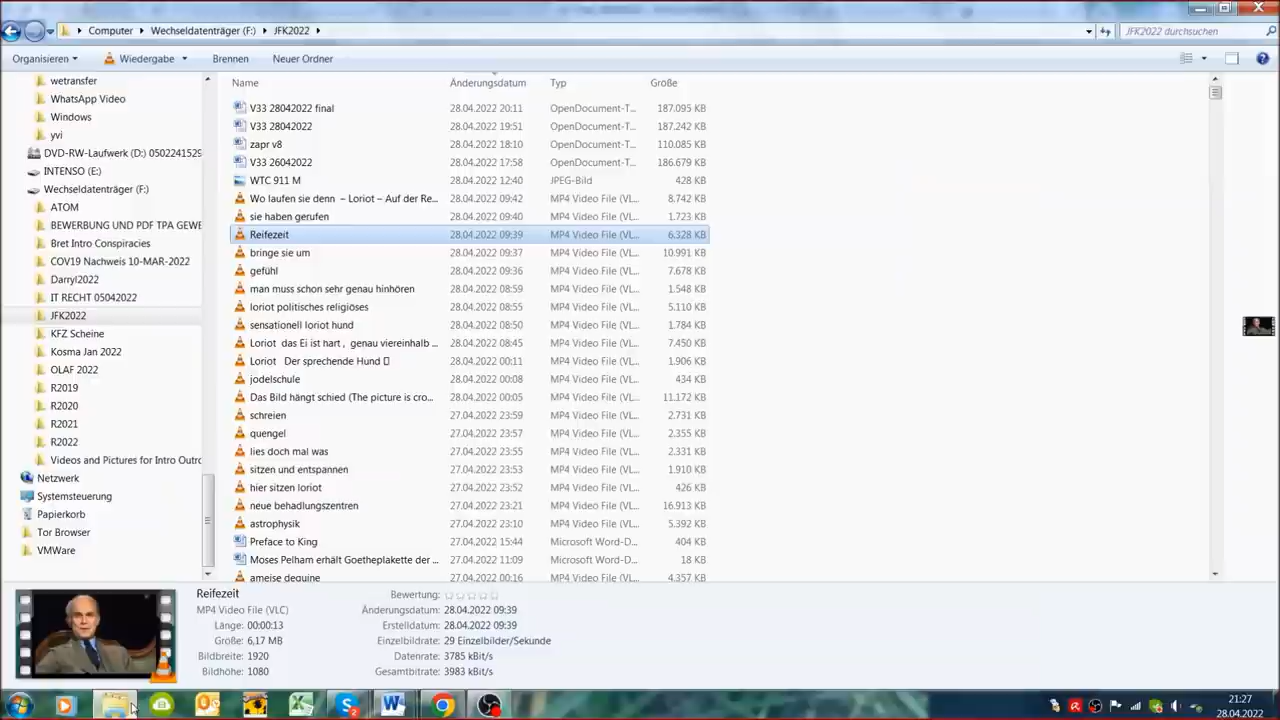 Computer Wechseldatenträger (F:) JFK2022 JFK2022 durchsuchen
Organisieren Wiedergabe Brennen Neuer Ordner
Name Änderungsdatum Typ Größe
wetransfer
WhatsApp Video
Windows
yvi
DVD-RW-Laufwerk (D:) 0502241529
INTENSO (E:)
Wechseldatenträger (F:)
ATOM
BEWERBUNG UND PDF TPA GEWE
Bret Intro Conspiracies
COV19 Nachweis 10-MAR-2022
Darryl2022
IT RECHT 05042022
JFK2022
KFZ Scheine
Kosma Jan 2022
OLAF 2022
R2019
R2020
R2021
R2022
Videos and Pictures for Intro Outro
Netzwerk
Systemsteuerung
Papierkorb
Tor Browser
VMWare
V33 28042022 final 28.04.2022 20:11 OpenDocument-T... 187.095 KB
V33 28042022 28.04.2022 19:51 OpenDocument-T... 187.242 KB
zapr v8 28.04.2022 18:10 OpenDocument-T... 110.085 KB
V33 26042022 28.04.2022 17:58 OpenDocument-T... 186.679 KB
WTC 911 M 28.04.2022 12:40 JPEG-Bild 428 KB
Wo laufen sie denn – Loriot – Auf der Re... 28.04.2022 09:42 MP4 Video File (VL... 8.742 KB
sie haben gerufen 28.04.2022 09:40 MP4 Video File (VL... 1.723 KB
Reifezeit 28.04.2022 09:39 MP4 Video File (VL... 6.328 KB
bringe sie um 28.04.2022 09:37 MP4 Video File (VL... 10.991 KB
gefühl 28.04.2022 09:36 MP4 Video File (VL... 7.678 KB
man muss schon sehr genau hinhören 28.04.2022 08:59 MP4 Video File (VL... 1.548 KB
loriot politisches religiöses 28.04.2022 08:55 MP4 Video File (VL... 5.110 KB
sensationell loriot hund 28.04.2022 08:50 MP4 Video File (VL... 1.784 KB
Loriot das Ei ist hart , genau viereinhalb ... 28.04.2022 08:45 MP4 Video File (VL... 7.450 KB
Loriot Der sprechende Hund 28.04.2022 00:11 MP4 Video File (VL... 1.906 KB
jodelschule 28.04.2022 00:08 MP4 Video File (VL... 434 KB
Das Bild hängt schied (The picture is cro... 28.04.2022 00:05 MP4 Video File (VL... 11.172 KB
schreien 27.04.2022 23:59 MP4 Video File (VL... 2.731 KB
quengel 27.04.2022 23:57 MP4 Video File (VL... 2.355 KB
lies doch mal was 27.04.2022 23:55 MP4 Video File (VL... 2.331 KB
sitzen und entspannen 27.04.2022 23:53 MP4 Video File (VL... 1.910 KB
hier sitzen loriot 27.04.2022 23:52 MP4 Video File (VL... 426 KB
neue behadlungszentren 27.04.2022 23:21 MP4 Video File (VL... 16.913 KB
astrophysik 27.04.2022 23:10 MP4 Video File (VL... 5.392 KB
Preface to King 27.04.2022 15:44 Microsoft Word-D... 404 KB
Moses Pelham erhält Goetheplakette der ... 27.04.2022 11:09 Microsoft Word-D... 18 KB
ameise deguine 27.04.2022 00:16 MP4 Video File (VL... 4.357 KB
Reifezeit
MP4 Video File (VLC)
Länge: 00:00:13
Größe: 6,17 MB
Bildbreite: 1920
Bildhöhe: 1080
Bewertung:
Änderungsdatum: 28.04.2022 09:39
Erstelldatum: 28.04.2022 09:39
Einzelbildrate: 29 Einzelbilder/Sekunde
Datenrate: 3785 kBit/s
Gesamtbitrate: 3983 kBit/s
21:27
28.04.2022